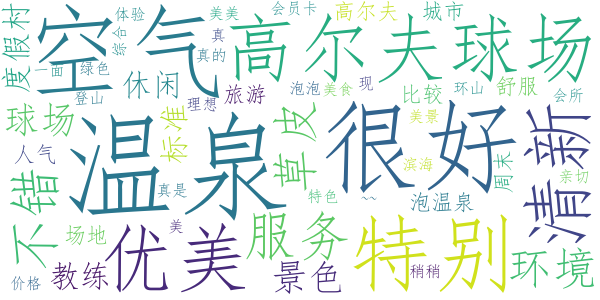 度假村
空气
体验
综合
真
真的
美美
会员卡
高尔夫
城市
高尔夫球场
一面
绿色
登山
休闲
理想
旅游
泡泡
美食
现
比较
环山
舒服
会所
球场
人气
标准
温泉
草皮
很好
美景
滨海
周末
清新
亲切
不错
场地
真是
美
优美
服务
特色
~~
泡温泉
特别
环境
价格
教练
景色
稍稍